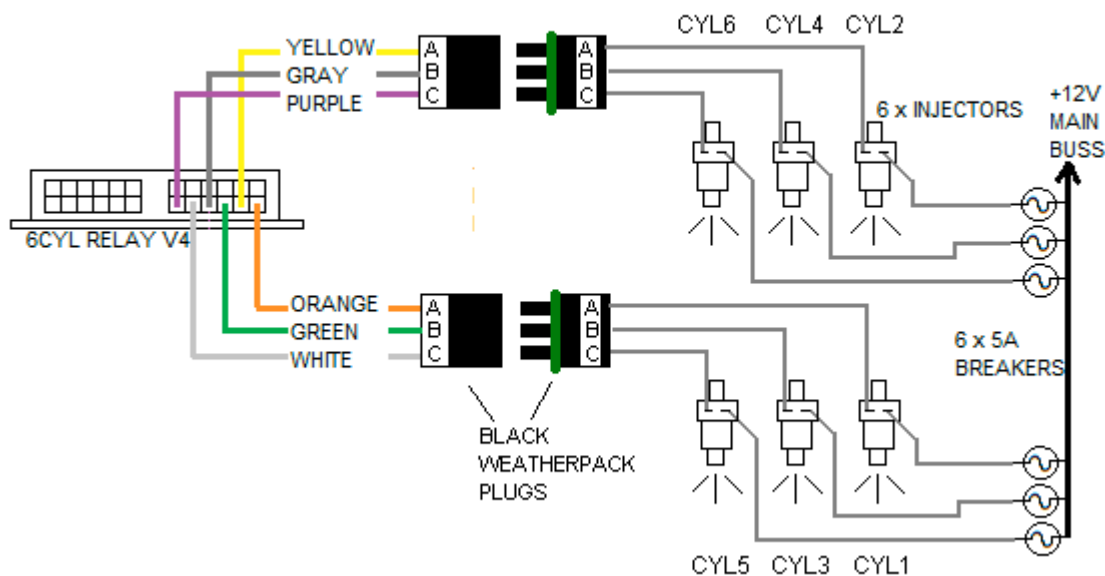 CYL6 CYL4 CYL2
YELLOW
GRAY
PURPLE
A
B
C
A
B
C
6 x INJECTORS
+12V
MAIN
BUSS
6CYL RELAY V4
ORANGE
GREEN
WHITE
A
B
C
A
B
C
6 x 5A
BREAKERS
BLACK
WEATHERPACK
PLUGS
CYL5 CYL3 CYL1